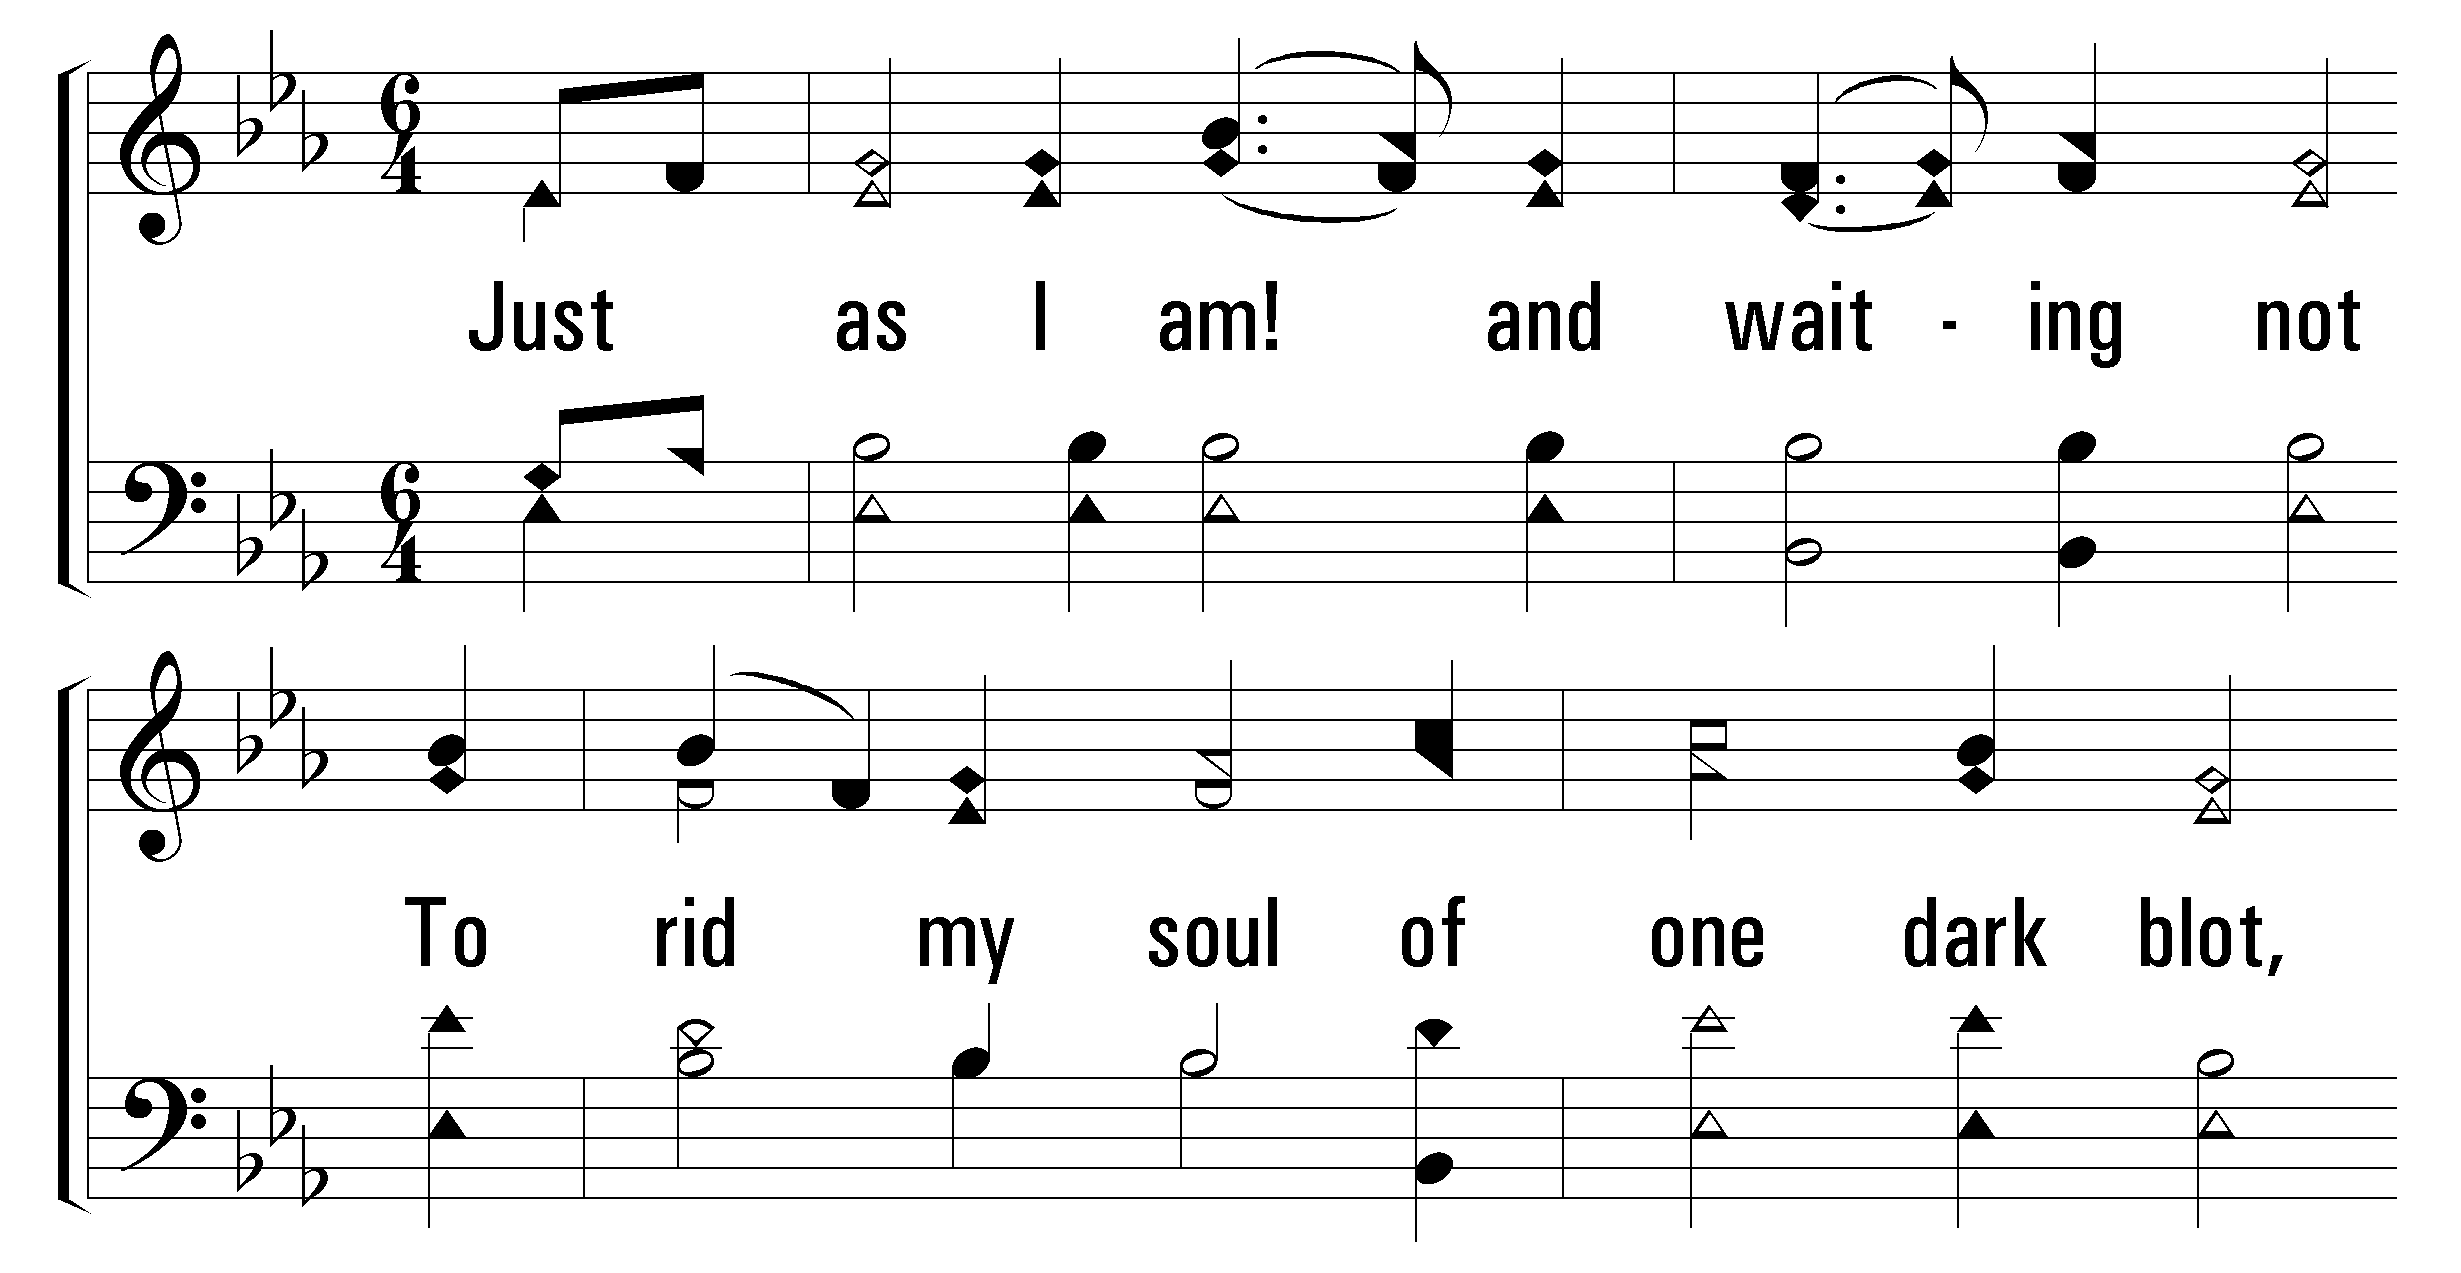 Just as I am! and wait - ing not
To rid my soul of one dark blot,